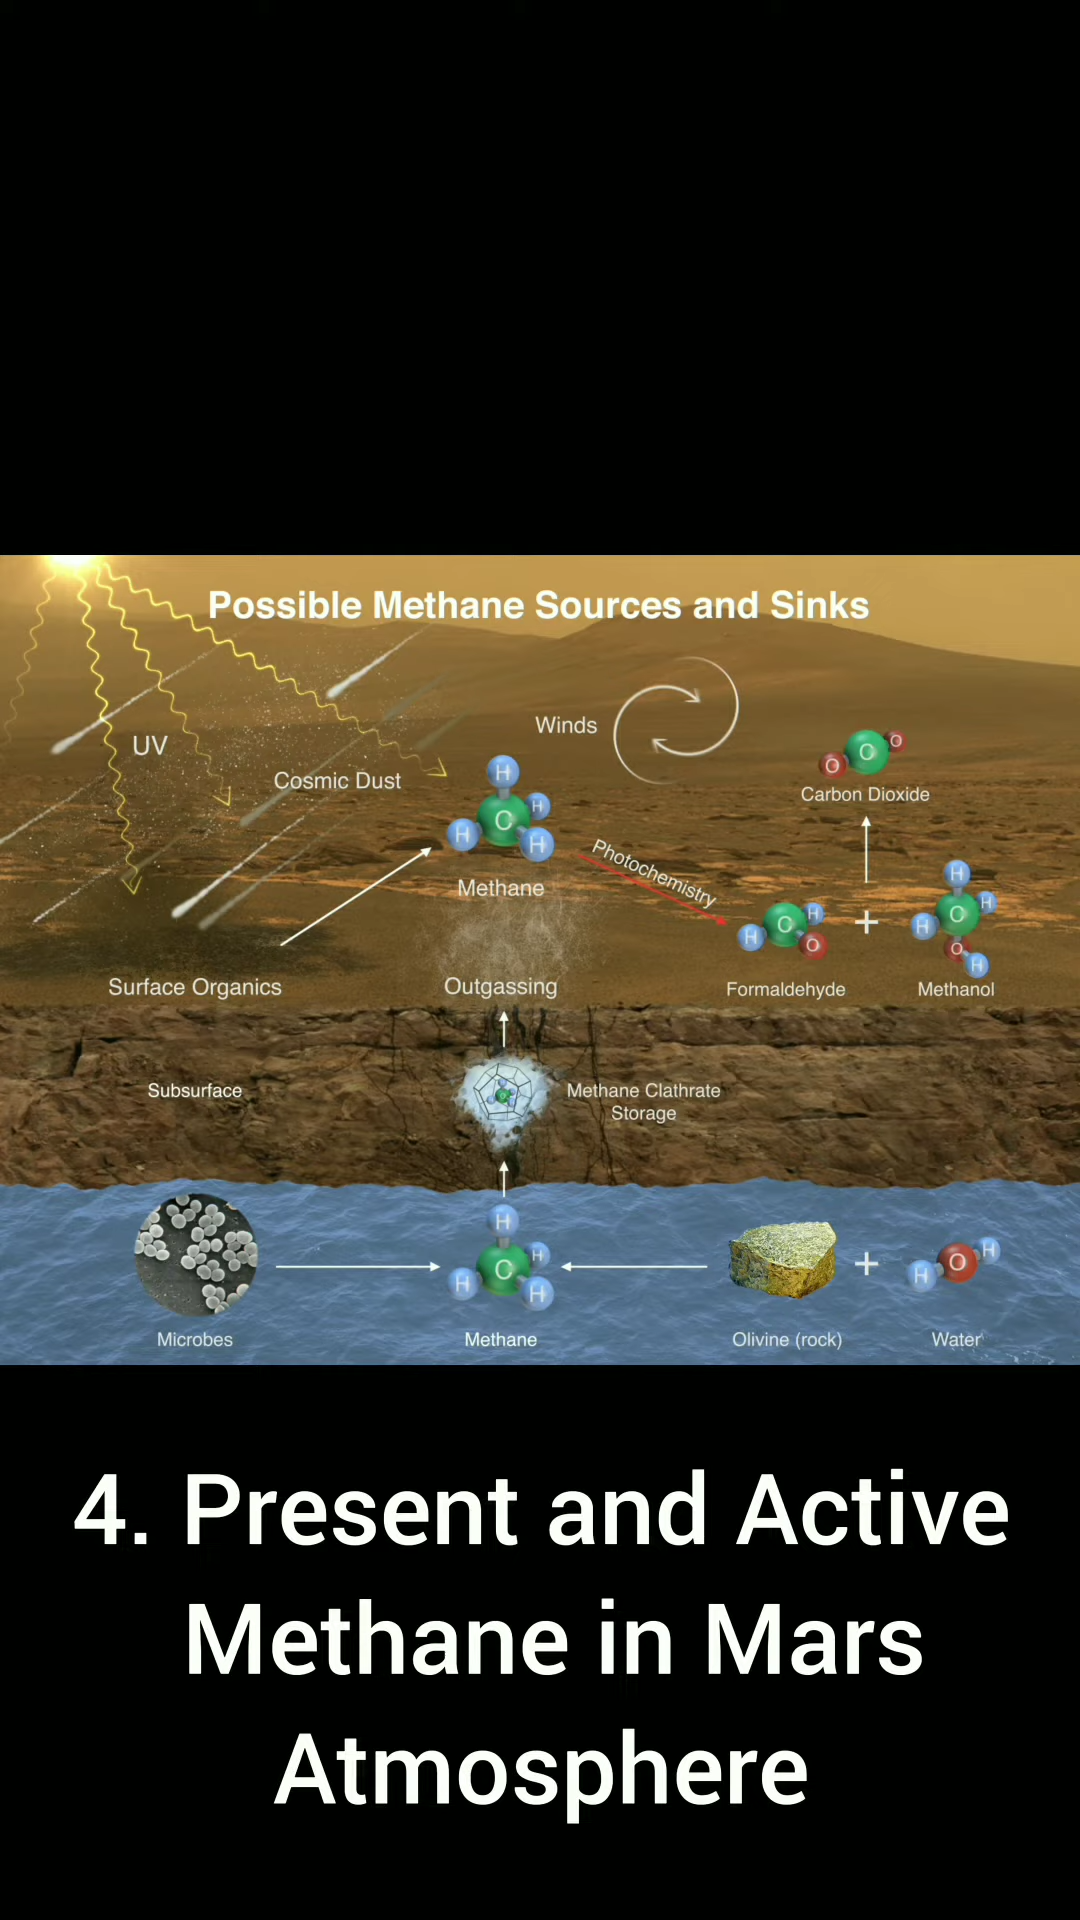 Possible Methane Sources and Sinks
Winds
UV
Cosmic Dust
H
H
C
H
H
Methane
O
C
O
Carbon Dioxide
Photochemistry
H
C
H
O
+
H
H
C
H
O
H
Surface Organics
Outgassing
Formaldehyde
Methanol
Subsurface
Methane Clathrate
Storage
H
H
C
H
H
+
H
O
H
Microbes
Methane
Olivine (rock)
Water
4. Present and Active
Methane in Mars
Atmosphere